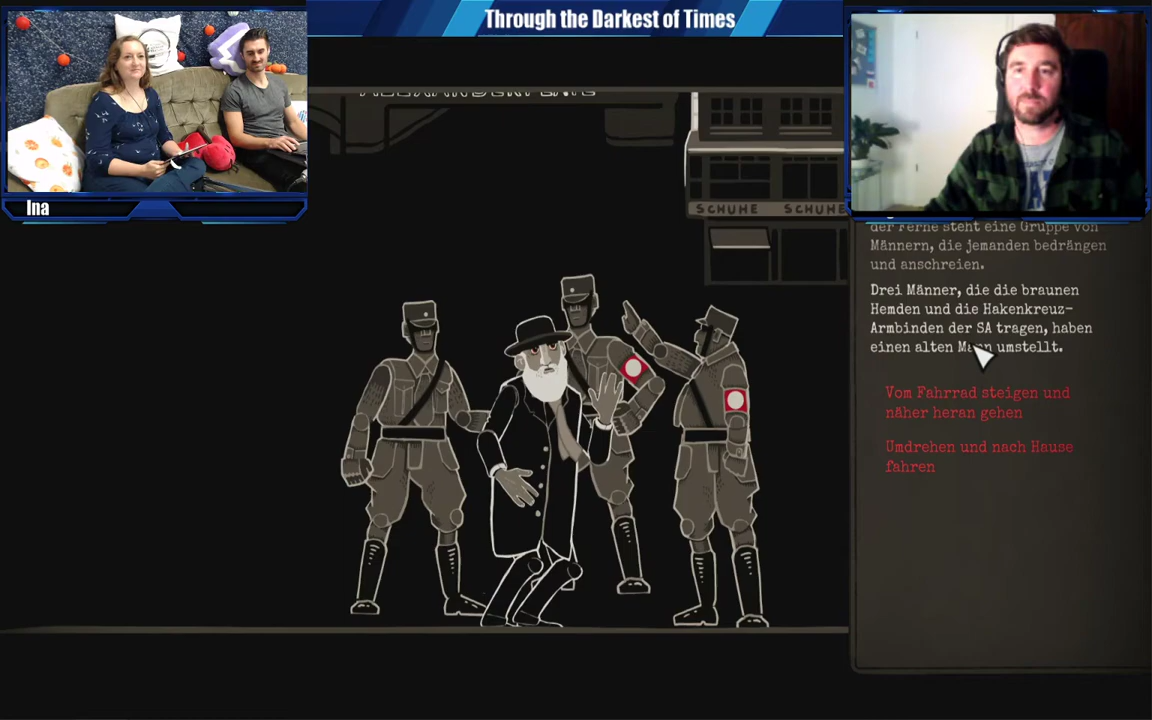 Through the Darkest of Times
Ina
SCHUHE SCHUHE
der Ferne steht eine Gruppe von
Männern, die jemanden bedrängen
und anschreien.
Drei Männer, die die braunen
Hemden und die Hakenkreuz-
Armbinden der SA tragen, haben
einen alten Mann umstellt.
Vom Fahrrad steigen und
näher heran gehen
Umdrehen und nach Hause
fahren